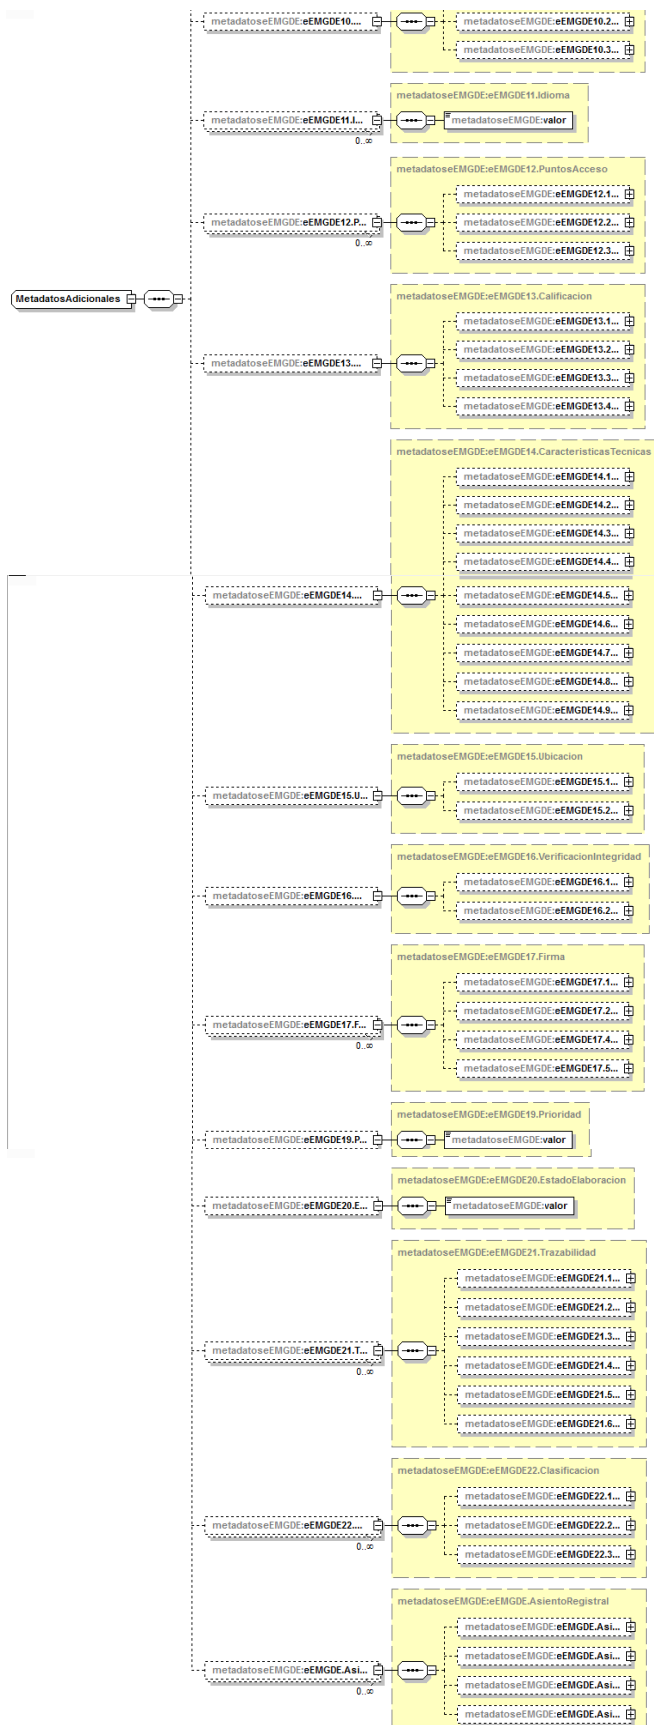 metadatoseEMGDE:eEMGDE10....
metadatoseEMGDE:eEMGDE10.2...
metadatoseEMGDE:eEMGDE10.3...
metadatoseEMGDE:eEMGDE11.Idioma
metadatoseEMGDE:eEMGDE11.I...
metadatoseEMGDE:valor
0..∞
metadatoseEMGDE:eEMGDE12.PuntosAcceso
metadatoseEMGDE:eEMGDE12.1...
metadatoseEMGDE:eEMGDE12.P...
metadatoseEMGDE:eEMGDE12.2...
0..∞
metadatoseEMGDE:eEMGDE12.3...
MetadatosAdicionales
metadatoseEMGDE:eEMGDE13.Calificacion
metadatoseEMGDE:eEMGDE13.1...
metadatoseEMGDE:eEMGDE13.2...
metadatoseEMGDE:eEMGDE13....
metadatoseEMGDE:eEMGDE13.3...
metadatoseEMGDE:eEMGDE13.4...
metadatoseEMGDE:eEMGDE14.CaracteristicasTecnicas
metadatoseEMGDE:eEMGDE14.1...
metadatoseEMGDE:eEMGDE14.2...
metadatoseEMGDE:eEMGDE14.3...
metadatoseEMGDE:eEMGDE14.4...
metadatoseEMGDE:eEMGDE14....
metadatoseEMGDE:eEMGDE14.5...
metadatoseEMGDE:eEMGDE14.6...
metadatoseEMGDE:eEMGDE14.7...
metadatoseEMGDE:eEMGDE14.8...
metadatoseEMGDE:eEMGDE14.9...
metadatoseEMGDE:eEMGDE15.Ubicacion
metadatoseEMGDE:eEMGDE15.1...
metadatoseEMGDE:eEMGDE15.U...
metadatoseEMGDE:eEMGDE15.2...
metadatoseEMGDE:eEMGDE16.VerificacionIntegridad
metadatoseEMGDE:eEMGDE16.1...
metadatoseEMGDE:eEMGDE16....
metadatoseEMGDE:eEMGDE16.2...
metadatoseEMGDE:eEMGDE17.Firma
metadatoseEMGDE:eEMGDE17.1...
metadatoseEMGDE:eEMGDE17.2...
metadatoseEMGDE:eEMGDE17.F...
metadatoseEMGDE:eEMGDE17.4...
0..∞
metadatoseEMGDE:eEMGDE17.5...
metadatoseEMGDE:eEMGDE19.Prioridad
metadatoseEMGDE:eEMGDE19.P...
metadatoseEMGDE:valor
metadatoseEMGDE:eEMGDE20.EstadoElaboracion
metadatoseEMGDE:eEMGDE20.E...
metadatoseEMGDE:valor
metadatoseEMGDE:eEMGDE21.Trazabilidad
metadatoseEMGDE:eEMGDE21.1...
metadatoseEMGDE:eEMGDE21.2...
metadatoseEMGDE:eEMGDE21.3...
metadatoseEMGDE:eEMGDE21.T...
metadatoseEMGDE:eEMGDE21.4...
0..∞
metadatoseEMGDE:eEMGDE21.5...
metadatoseEMGDE:eEMGDE21.6...
metadatoseEMGDE:eEMGDE22.Clasificacion
metadatoseEMGDE:eEMGDE22.1...
metadatoseEMGDE:eEMGDE22....
metadatoseEMGDE:eEMGDE22.2...
0..∞
metadatoseEMGDE:eEMGDE22.3...
metadatoseEMGDE:eEMGDE.AsientoRegistral
metadatoseEMGDE:eEMGDE.Asi...
metadatoseEMGDE:eEMGDE.Asi...
metadatoseEMGDE:eEMGDE.Asi...
metadatoseEMGDE:eEMGDE.Asi...
0..∞
metadatoseEMGDE:eEMGDE.Asi...